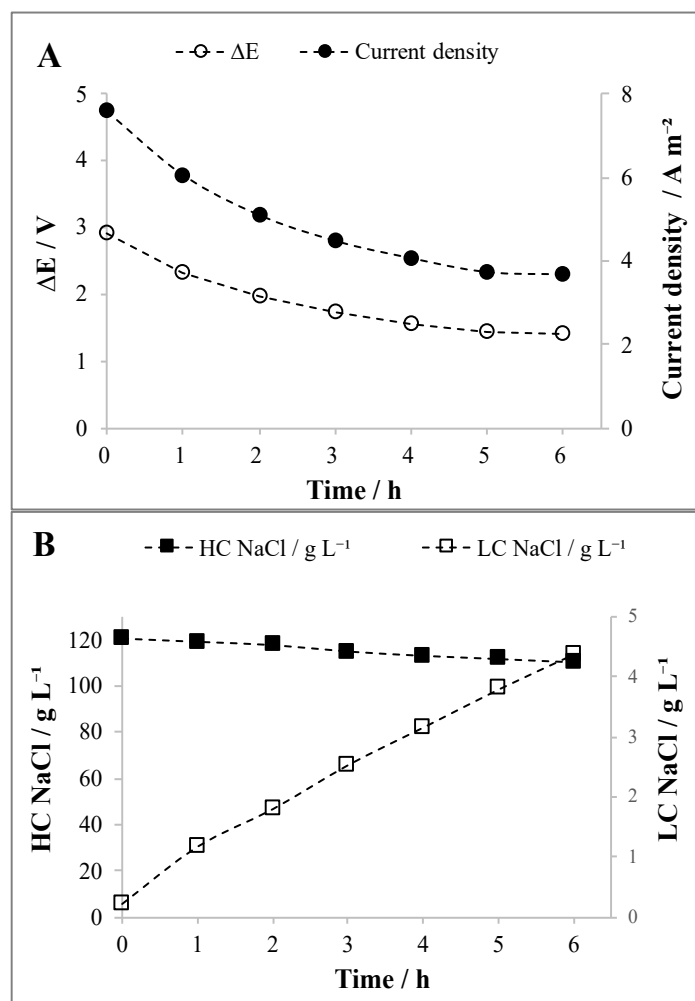 A
ΔE
Current density
5
4
3
2
1
0
ΔE / V
8
6
4
2
0
Current density / A m⁻²
0 1 2 3 4 5 6
Time / h
B
HC NaCl / g L⁻¹
LC NaCl / g L⁻¹
120
100
80
60
40
20
0
HC NaCl / g L⁻¹
5
4
3
2
1
0
LC NaCl / g L⁻¹
0 1 2 3 4 5 6
Time / h